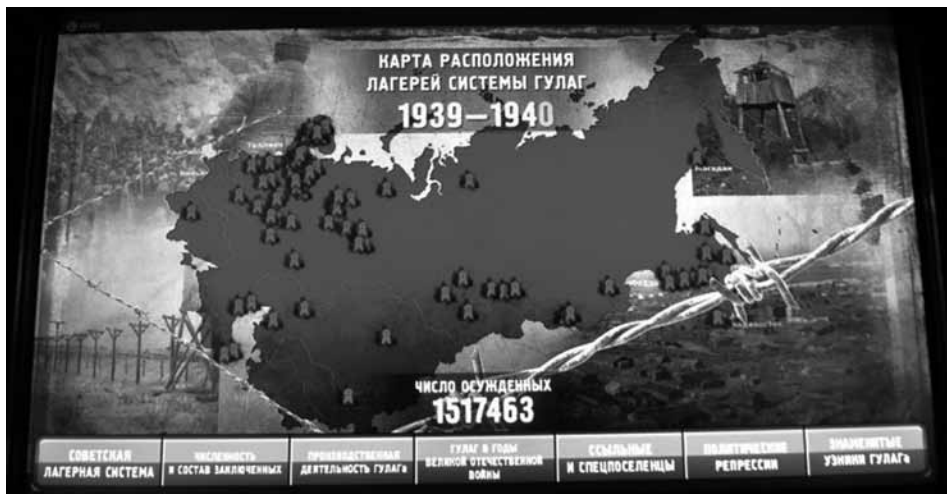 КАРТА РАСПОЛОЖЕНИЯ
ЛАГЕРЕЙ СИСТЕМЫ ГУЛАГ
1939—1940
Магадан
ЧИСЛО ОСУЖДЕННЫХ
1517463
СОВЕТСКАЯ
ЛАГЕРНАЯ СИСТЕМА
ЧИСЛЕННОСТЬ
И СОСТАВ ЗАКЛЮЧЕННЫХ
ПРОИЗВОДСТВЕННАЯ
ДЕЯТЕЛЬНОСТЬ ГУЛАГа
ГУЛАГ В ГОДЫ
ВЕЛИКОЙ ОТЕЧЕСТВЕННОЙ
ВОЙНЫ
ССЫЛЬНЫЕ
И СПЕЦПОСЕЛЕНЦЫ
ПОЛИТИЧЕСКИЕ
РЕПРЕССИИ
ЗНАМЕНИТЫЕ
УЗНИКИ ГУЛАГа